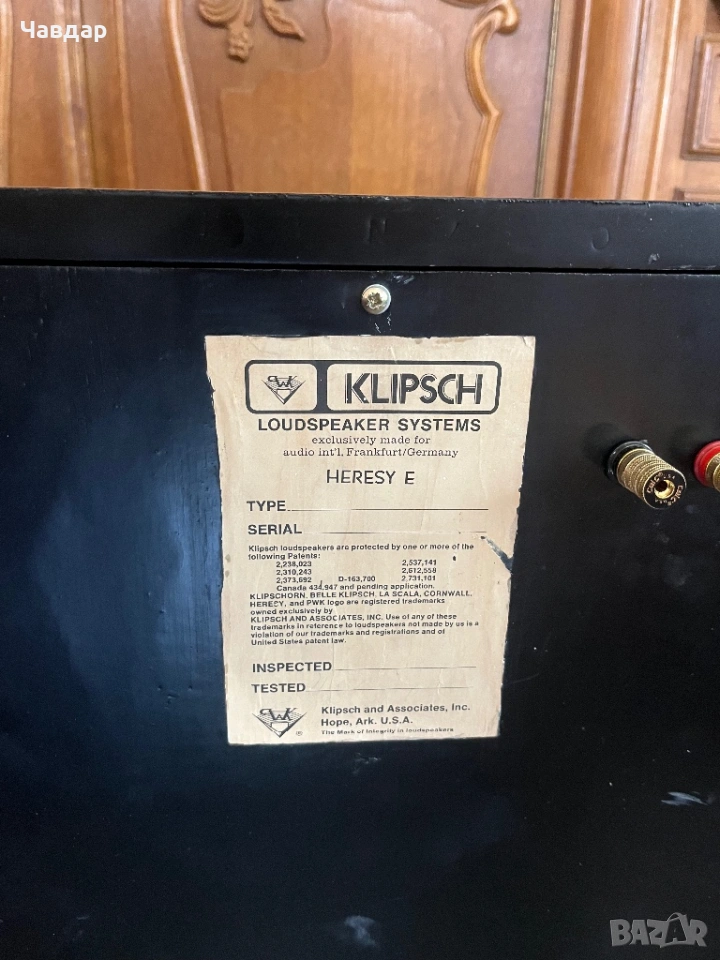 Чавдар
PWK KLIPSCH
LOUDSPEAKER SYSTEMS
exclusively made for
audio int'l, Frankfurt/Germany
HERESY E
TYPE
SERIAL
Klipsch loudspeakers are protected by one or more of the
following Patents:
2,238,023 2,537,141
2,310,243 2,612,558
2,373,692 D-163,700 2,731,101
Canada 434,947 and pending application.
KLIPSCHORN, BELLE KLIPSCH, LA SCALA, CORNWALL,
HERECY, and PWK logo are registered trademarks
owned exclusively by
KLIPSCH AND ASSOCIATES, INC. Use of any of these
trademarks in reference to loudspeakers not made by us is a
violation of our trademarks and registrations and of
United States patent law.
INSPECTED
TESTED
PWK ® Klipsch and Associates, Inc.
Hope, Ark. U.S.A.
The Mark of Integrity in loudspeakers
BAZAR